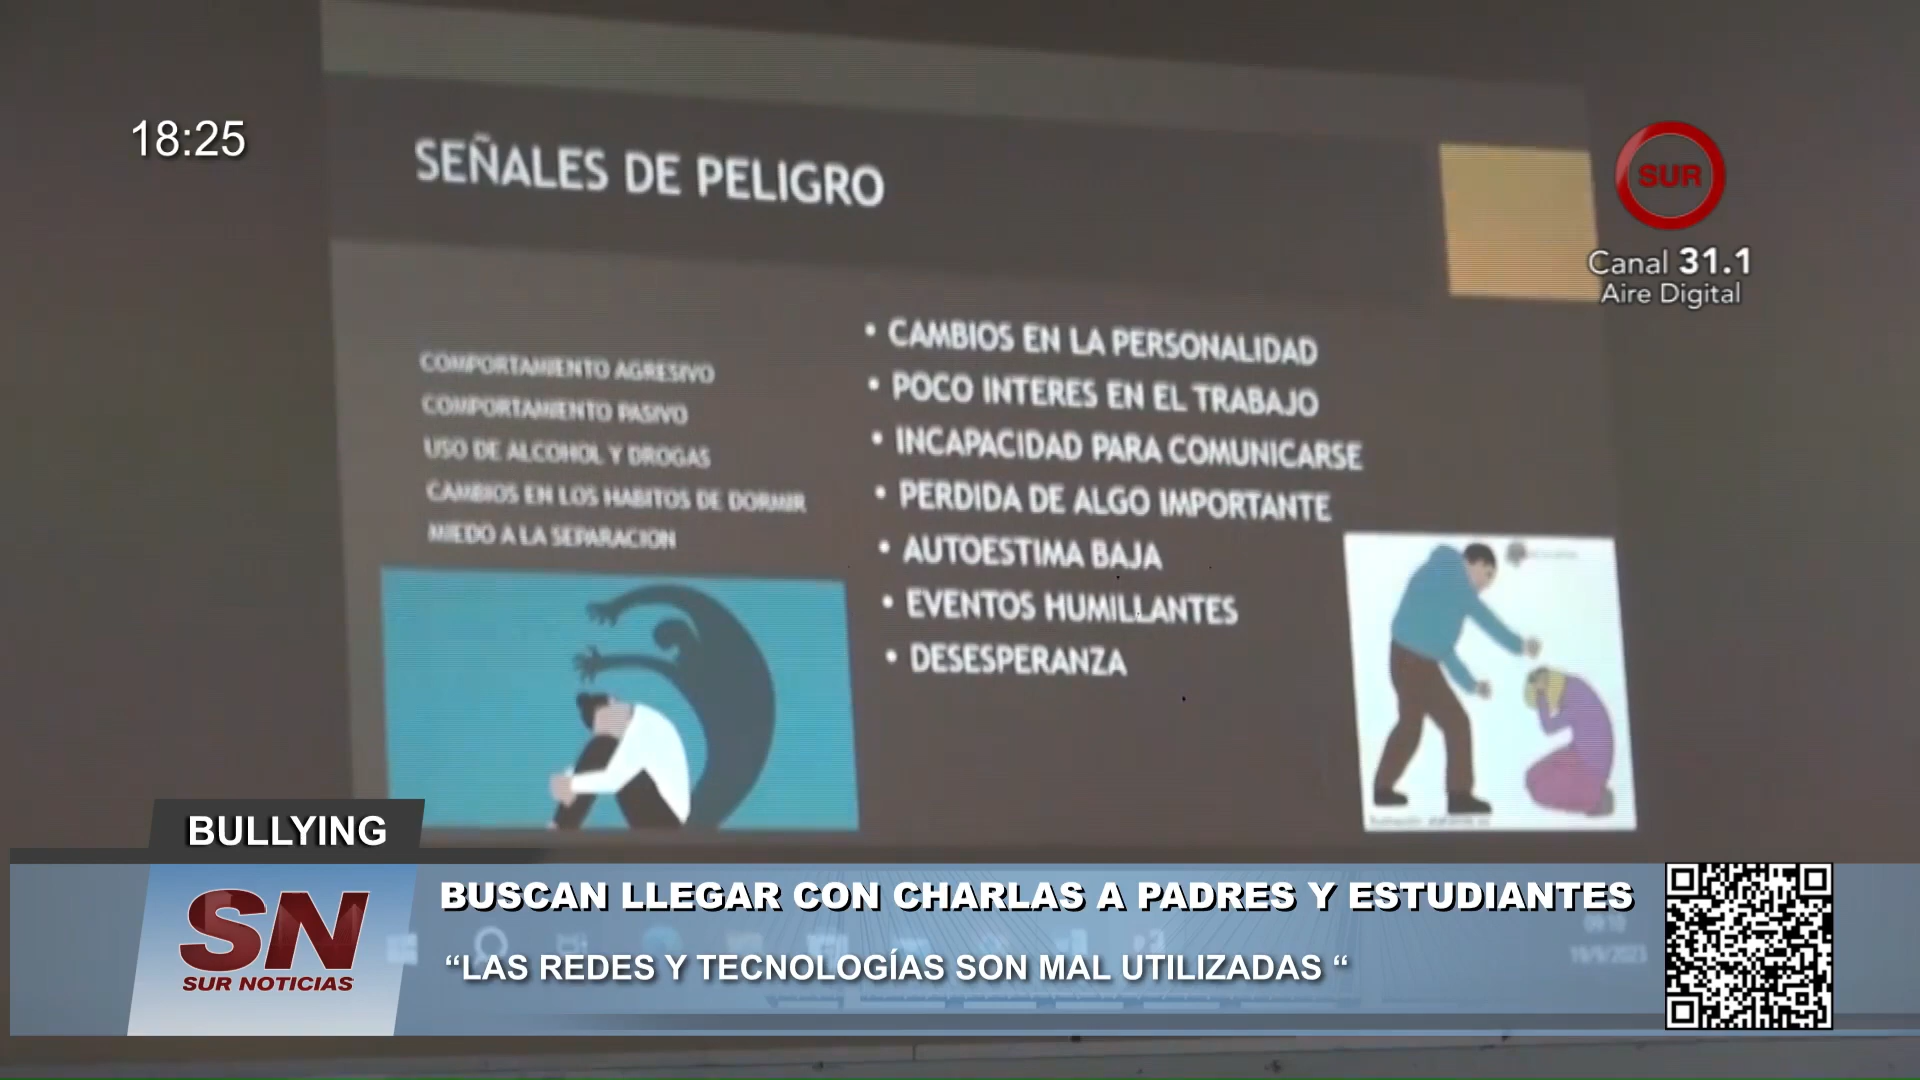 18:25
SUR
Canal 31.1
Aire Digital
SEÑALES DE PELIGRO
COMPORTAMIENTO AGRESIVO
COMPORTAMIENTO PASIVO
USO DE ALCOHOL Y DROGAS
CAMBIOS EN LOS HABITOS DE DORMIR
MIEDO A LA SEPARACION
• CAMBIOS EN LA PERSONALIDAD
• POCO INTERES EN EL TRABAJO
• INCAPACIDAD PARA COMUNICARSE
• PERDIDA DE ALGO IMPORTANTE
• AUTOESTIMA BAJA
• EVENTOS HUMILLANTES
• DESESPERANZA
BULLYING
SN
SUR NOTICIAS
BUSCAN LLEGAR CON CHARLAS A PADRES Y ESTUDIANTES
“LAS REDES Y TECNOLOGÍAS SON MAL UTILIZADAS “